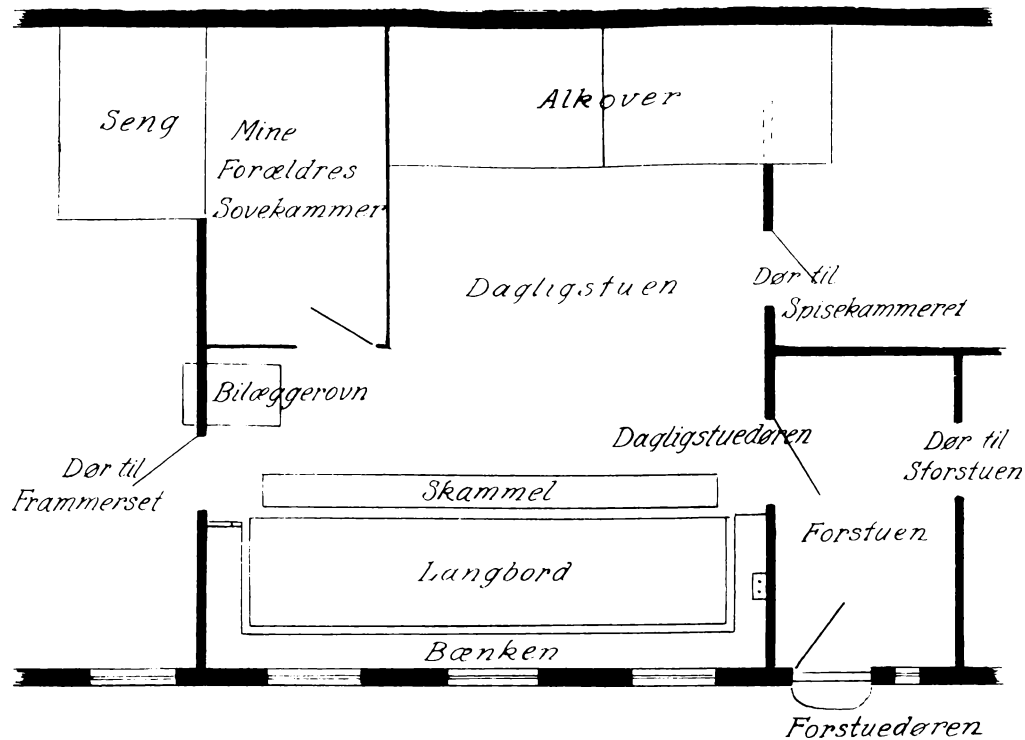 Seng
Mine
Forældres
Sovekammer
Alkover
Dagligstuen
Dør til
Spisekammeret
Bilæggerovn
Dagligstuedøren
Dør til
Storstuen
Dør til
Frammerset
Skammel
Forstuen
Langbord
Bænken
Forstuedøren